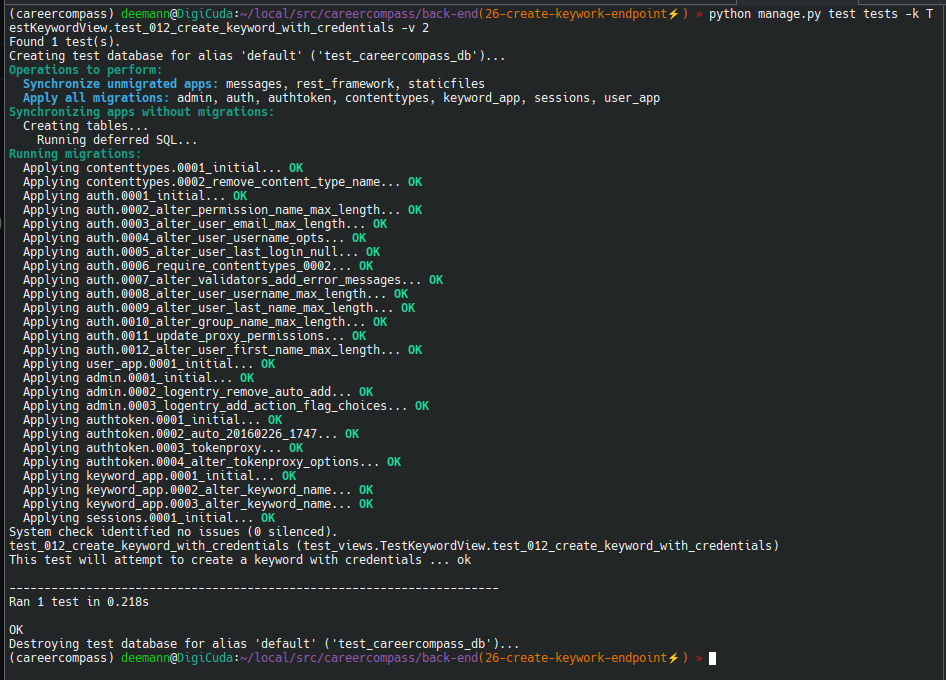 (careercompass) deemann@DigiCuda:~/local/src/careercompass/back-end(26-create-keywork-endpoint⚡) » python manage.py test tests -k T
estKeywordView.test_012_create_keyword_with_credentials -v 2
Found 1 test(s).
Creating test database for alias 'default' ('test_careercompass_db')...
Operations to perform:
  Synchronize unmigrated apps: messages, rest_framework, staticfiles
  Apply all migrations: admin, auth, authtoken, contenttypes, keyword_app, sessions, user_app
Synchronizing apps without migrations:
  Creating tables...
    Running deferred SQL...
Running migrations:
  Applying contenttypes.0001_initial... OK
  Applying contenttypes.0002_remove_content_type_name... OK
  Applying auth.0001_initial... OK
  Applying auth.0002_alter_permission_name_max_length... OK
  Applying auth.0003_alter_user_email_max_length... OK
  Applying auth.0004_alter_user_username_opts... OK
  Applying auth.0005_alter_user_last_login_null... OK
  Applying auth.0006_require_contenttypes_0002... OK
  Applying auth.0007_alter_validators_add_error_messages... OK
  Applying auth.0008_alter_user_username_max_length... OK
  Applying auth.0009_alter_user_last_name_max_length... OK
  Applying auth.0010_alter_group_name_max_length... OK
  Applying auth.0011_update_proxy_permissions... OK
  Applying auth.0012_alter_user_first_name_max_length... OK
  Applying user_app.0001_initial... OK
  Applying admin.0001_initial... OK
  Applying admin.0002_logentry_remove_auto_add... OK
  Applying admin.0003_logentry_add_action_flag_choices... OK
  Applying authtoken.0001_initial... OK
  Applying authtoken.0002_auto_20160226_1747... OK
  Applying authtoken.0003_tokenproxy... OK
  Applying authtoken.0004_alter_tokenproxy_options... OK
  Applying keyword_app.0001_initial... OK
  Applying keyword_app.0002_alter_keyword_name... OK
  Applying keyword_app.0003_alter_keyword_name... OK
  Applying sessions.0001_initial... OK
System check identified no issues (0 silenced).
test_012_create_keyword_with_credentials (test_views.TestKeywordView.test_012_create_keyword_with_credentials)
This test will attempt to create a keyword with credentials ... ok
----------------------------------------------------------------------
Ran 1 test in 0.218s
OK
Destroying test database for alias 'default' ('test_careercompass_db')...
(careercompass) deemann@DigiCuda:~/local/src/careercompass/back-end(26-create-keywork-endpoint⚡) »